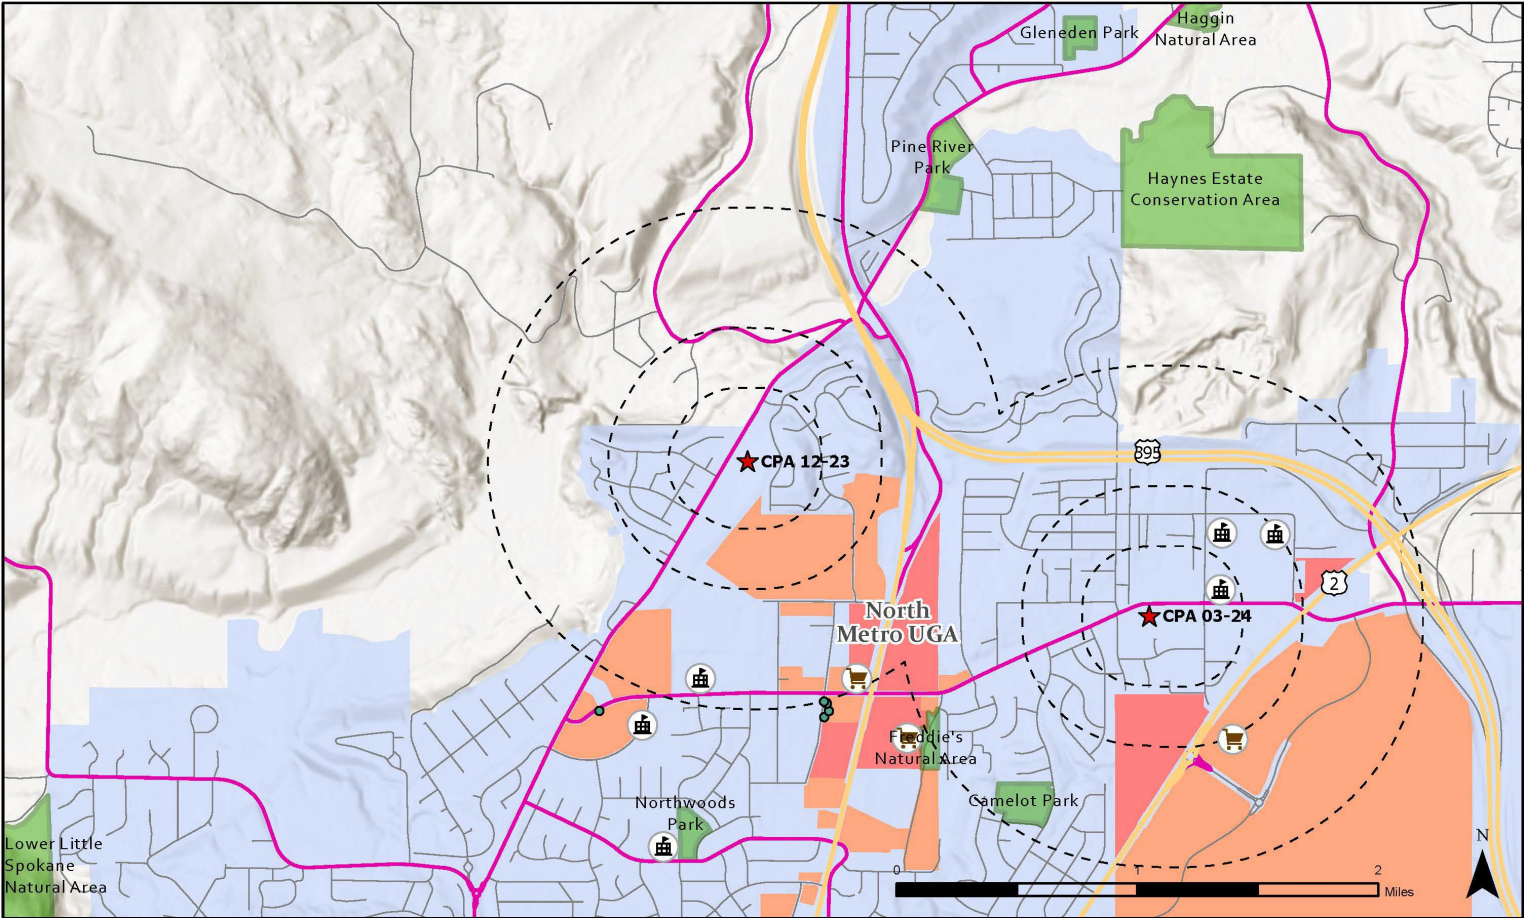 Gleneden Park
Haggin
Natural Area
Pine River
Park
Haynes Estate
Conservation Area
CPA 12-23
395
2
North
Metro UGA
CPA 03-24
Freddie's
Natural Area
Northwoods
Park
Camelot Park
Lower Little
Spokane
Natural Area
N
0
1
2
Miles